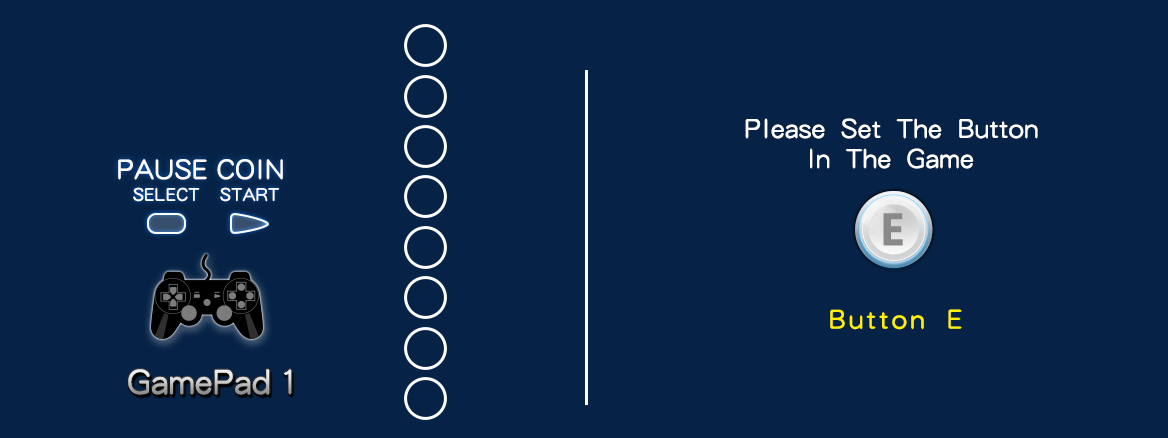 PAUSE COIN
SELECT START
GamePad 1
Please Set The Button
In The Game
E
Button E